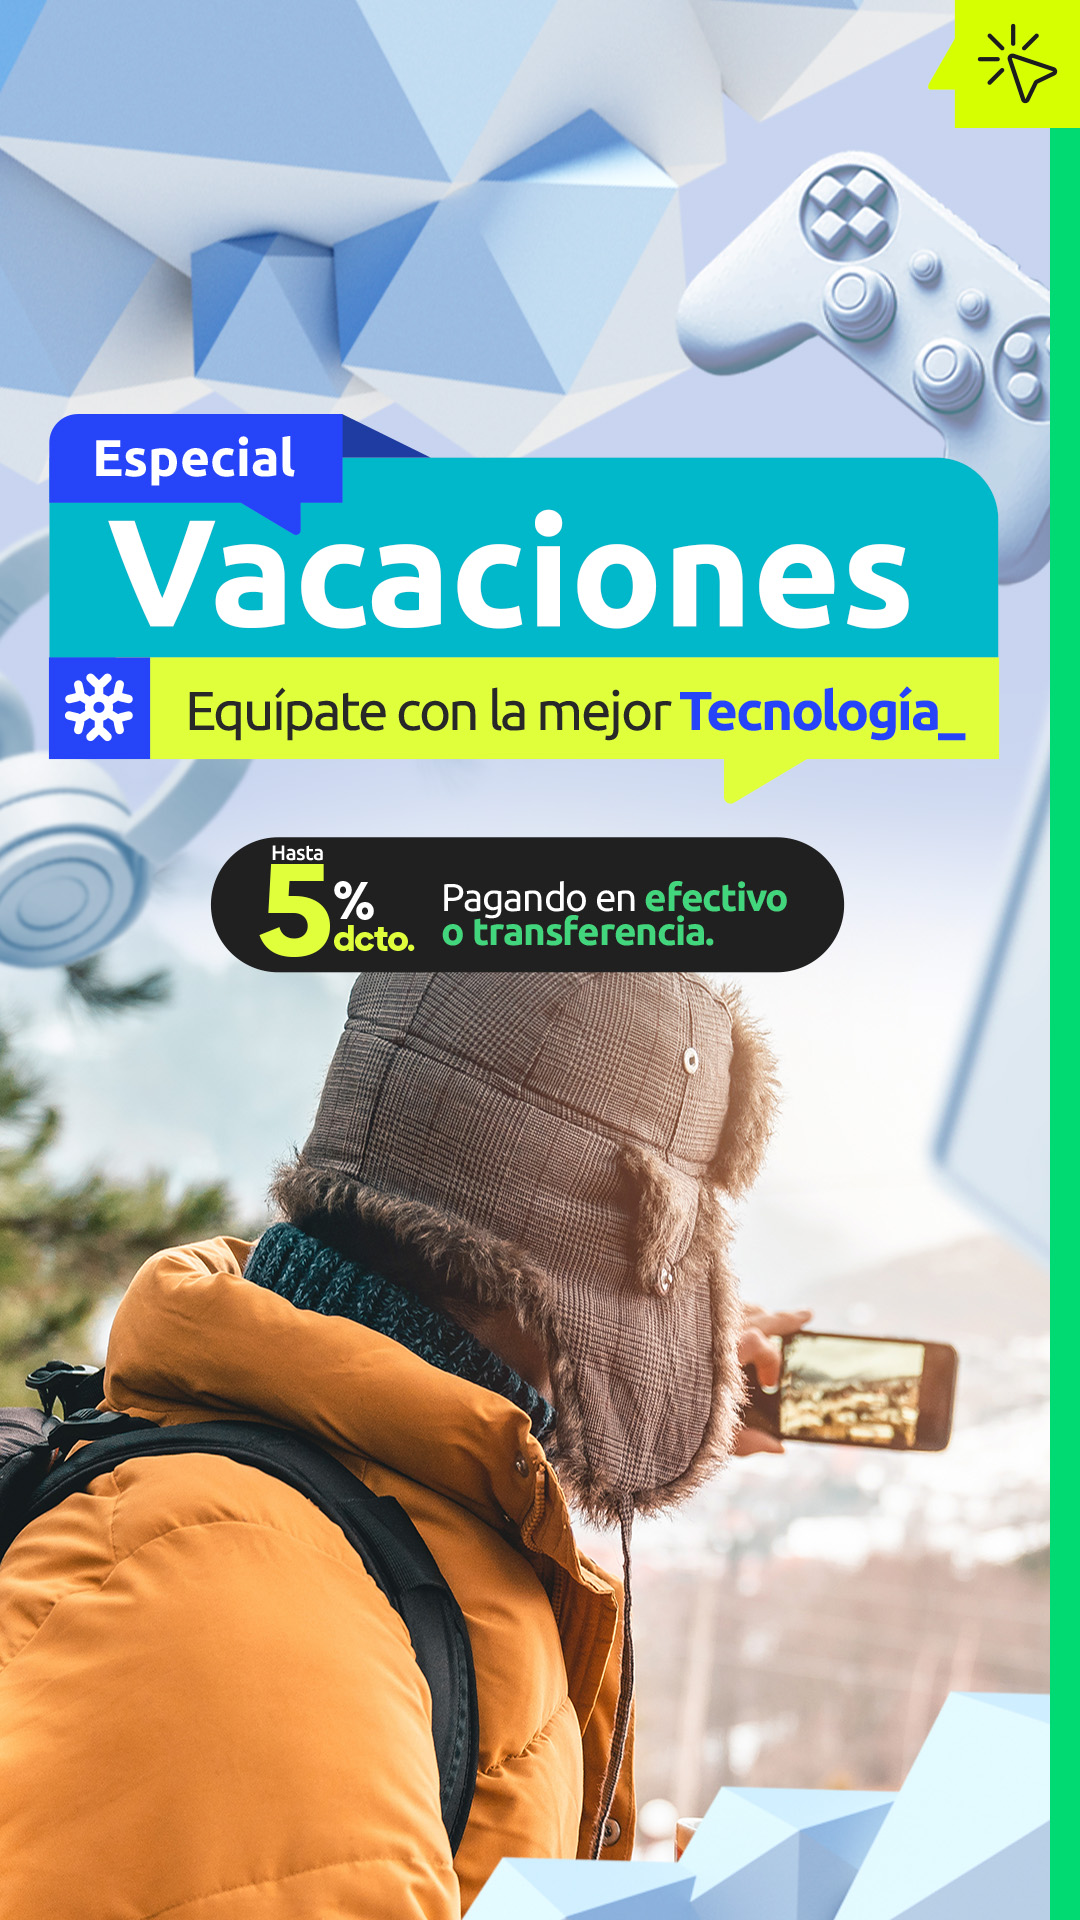 Especial
Vacaciones
Equípate con la mejor Tecnología_
Hasta
5%
dcto.
Pagando en efectivo
o transferencia.